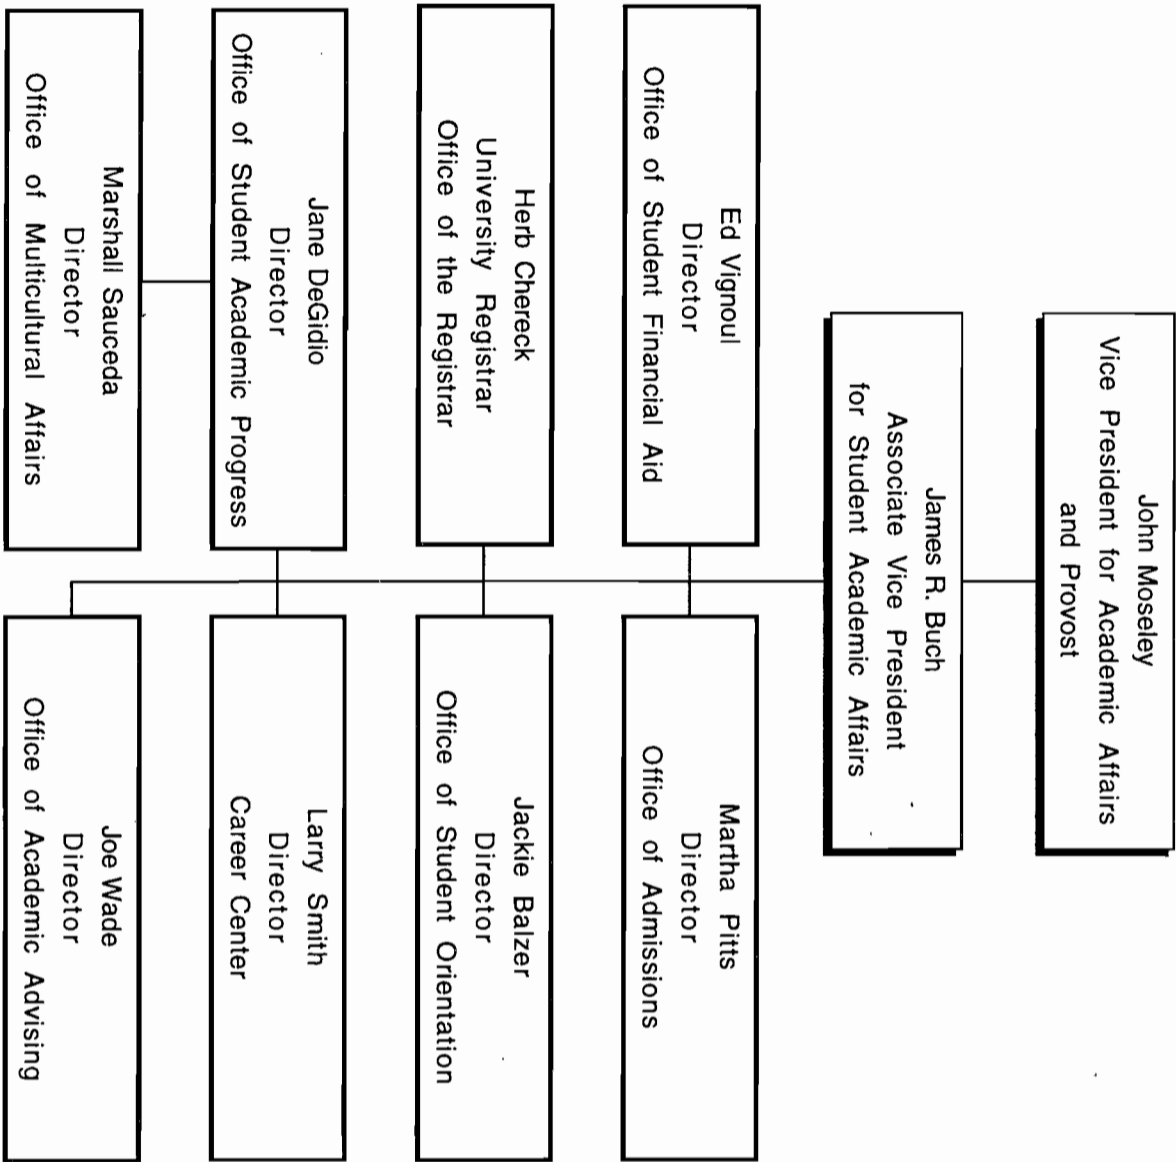 John Moseley
Vice President for Academic Affairs
and Provost
James R. Buch
Associate Vice President
for Student Academic Affairs
Ed Vignoul
Director
Office of Student Financial Aid
Martha Pitts
Director
Office of Admissions
Herb Chereck
University Registrar
Office of the Registrar
Jackie Balzer
Director
Office of Student Orientation
Jane DeGidio
Director
Office of Student Academic Progress
Larry Smith
Director
Career Center
Marshall Sauceda
Director
Office of Multicultural Affairs
Joe Wade
Director
Office of Academic Advising